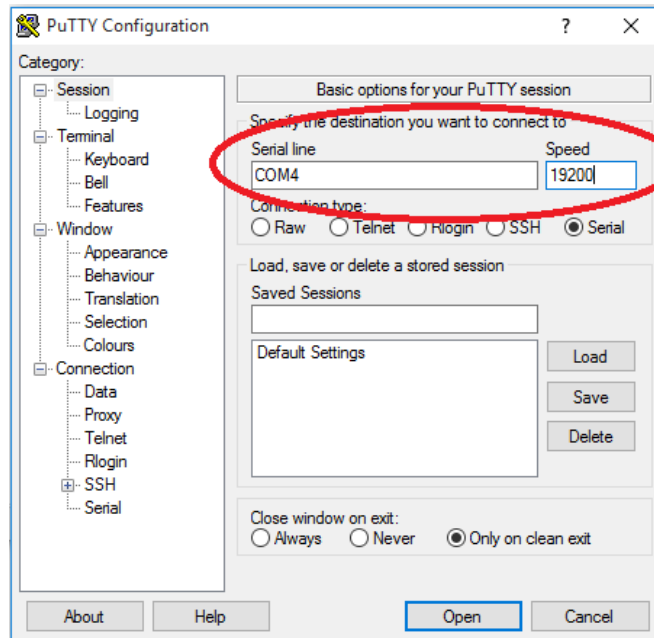 PuTTY Configuration ? ×
Category:
Session
Logging
Terminal
Keyboard
Bell
Features
Window
Appearance
Behaviour
Translation
Selection
Colours
Connection
Data
Proxy
Telnet
Rlogin
SSH
Serial
Basic options for your PuTTY session
Specify the destination you want to connect to
Serial line Speed
COM4 19200
Connection type:
Raw Telnet Rlogin SSH Serial
Load, save or delete a stored session
Saved Sessions
Default Settings
Load
Save
Delete
Close window on exit:
Always Never Only on clean exit
About Help Open Cancel